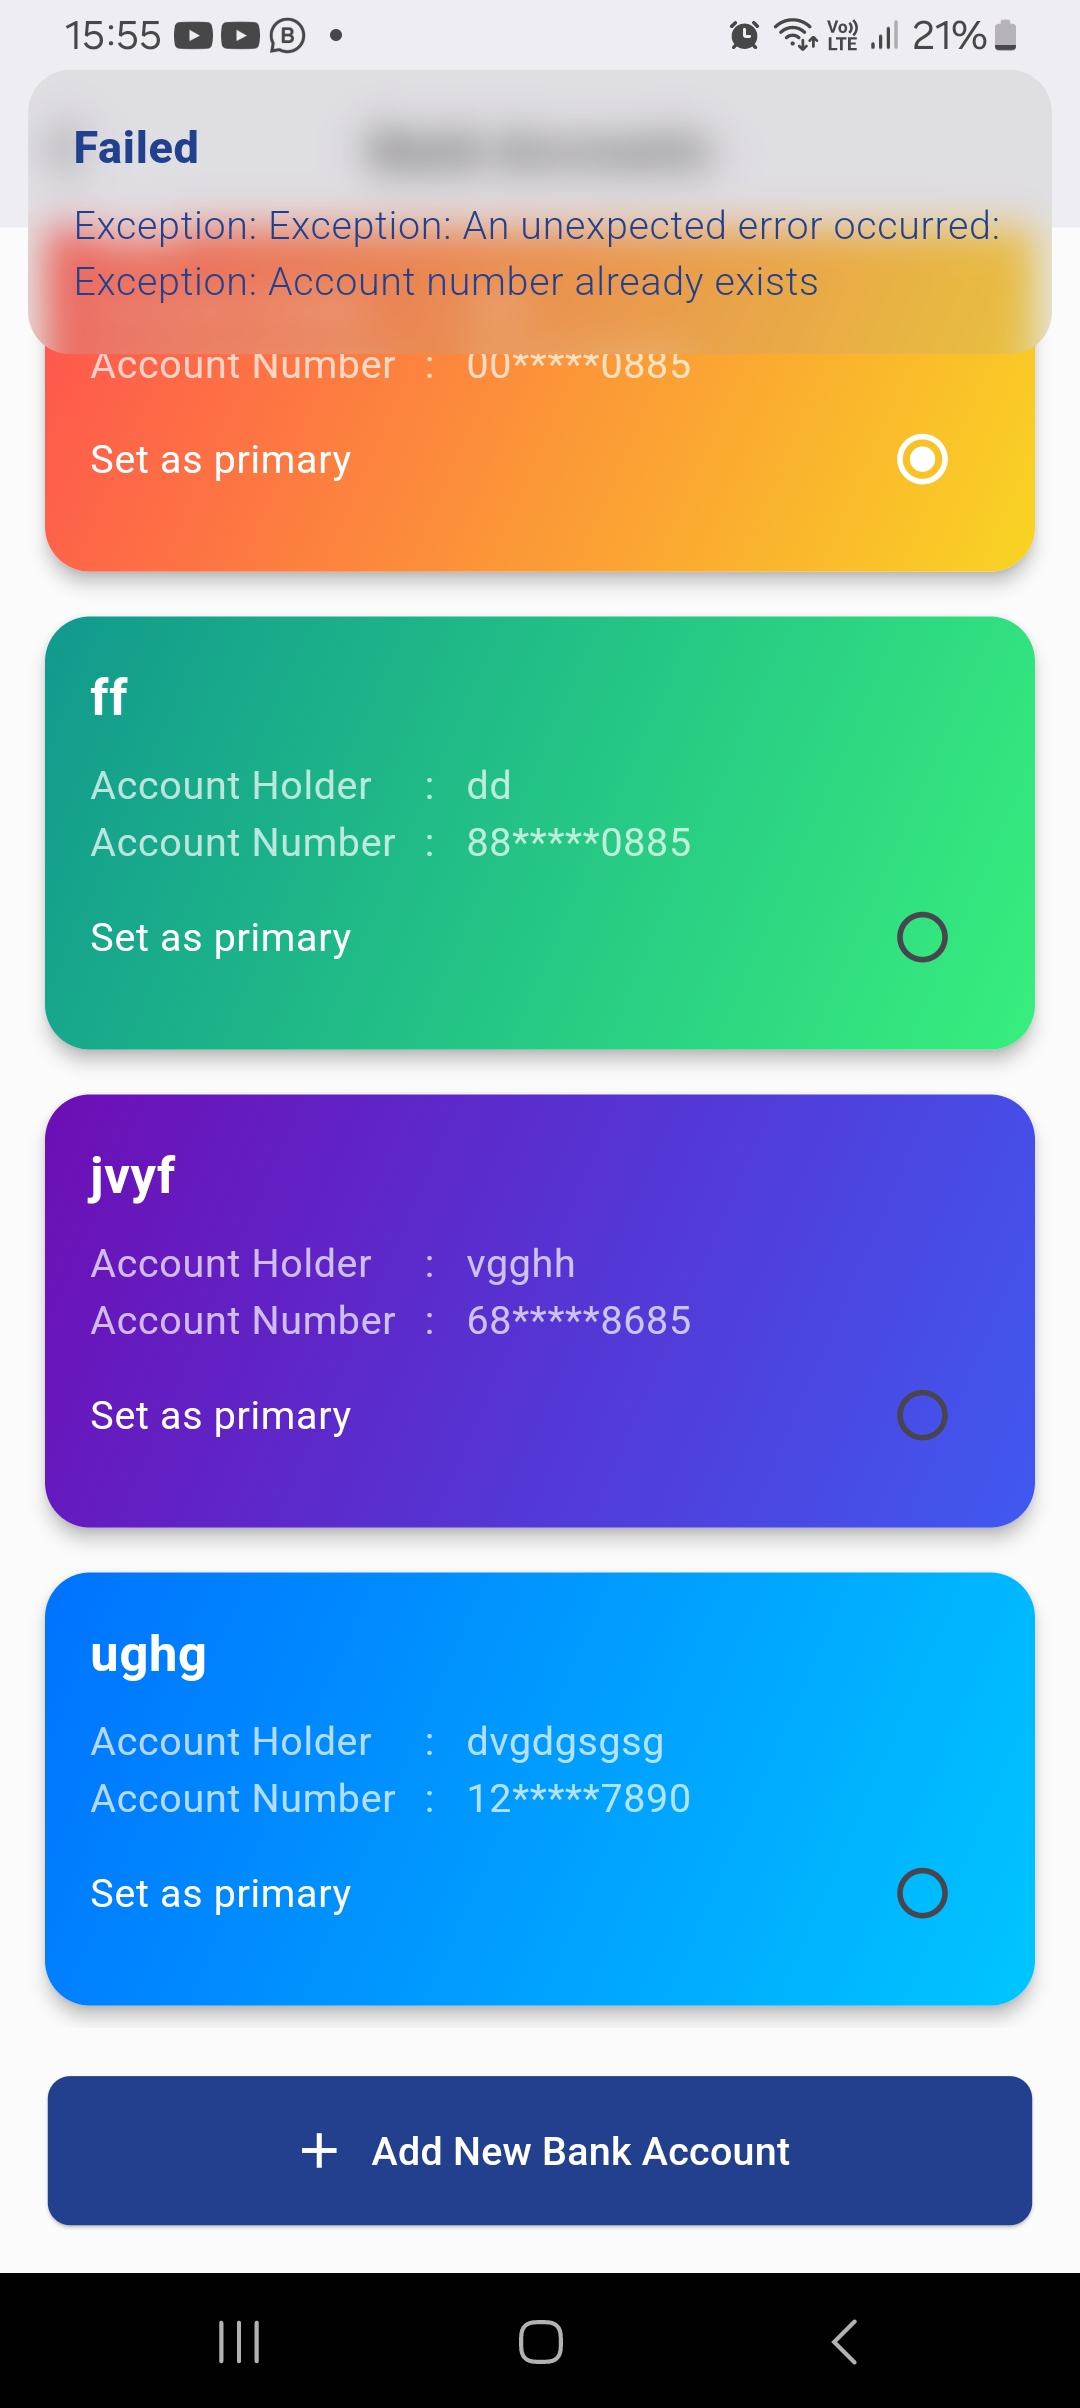 15:55 B Vo)) LTE 21%
Failed
Exception: Exception: An unexpected error occurred:
Exception: Account number already exists
Account Number : 00*****0885
Set as primary
ff
Account Holder : dd
Account Number : 88*****0885
Set as primary
jvyf
Account Holder : vgghh
Account Number : 68*****8685
Set as primary
ughg
Account Holder : dvgdgsgsg
Account Number : 12*****7890
Set as primary
+ Add New Bank Account